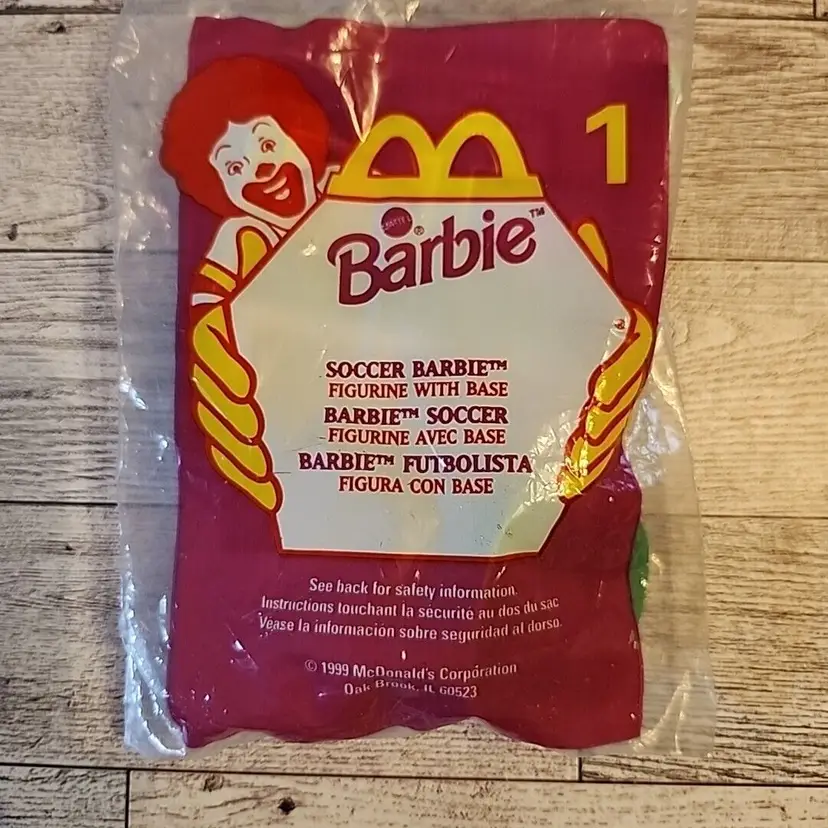 1
MATTEL
Barbie™
®
SOCCER BARBIE™
FIGURINE WITH BASE
BARBIE™ SOCCER
FIGURINE AVEC BASE
BARBIE™ FUTBOLISTA
FIGURA CON BASE
See back for safety information.
Instructions touchant la sécurité au dos du sac
Véase la información sobre seguridad al dorso.
© 1999 McDonald's Corporation
Oak Brook, IL 60523